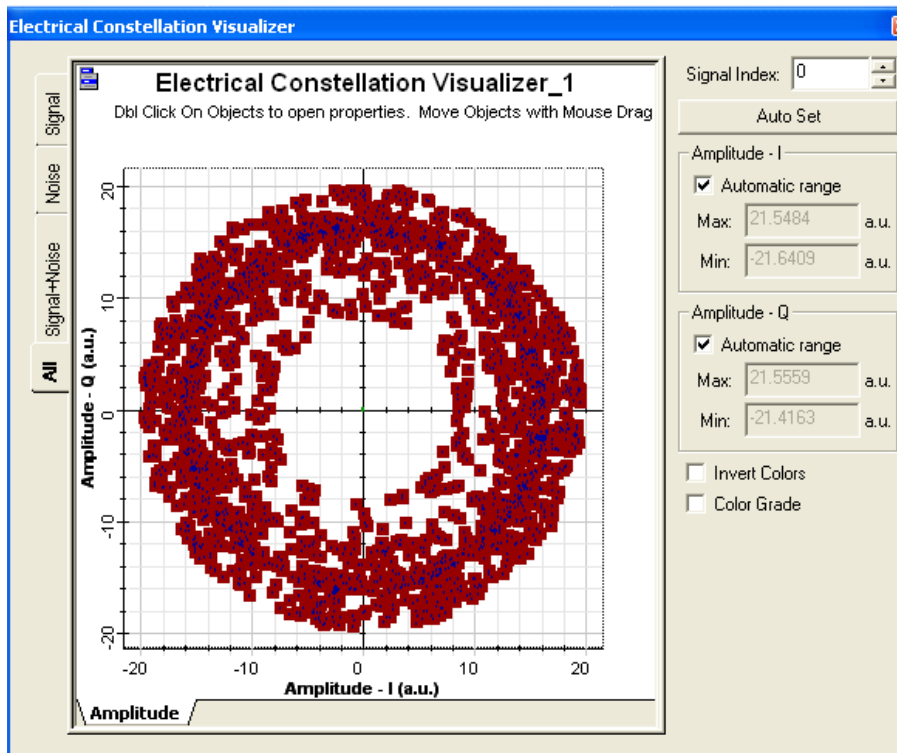 Electrical Constellation Visualizer
Signal
Noise
Signal+Noise
All
Electrical Constellation Visualizer_1
Dbl Click On Objects to open properties. Move Objects with Mouse Drag
20
10
0
-10
-20
Amplitude - Q (a.u.)
-20
-10
0
10
20
Amplitude - I (a.u.)
Amplitude
Signal Index: 0
Auto Set
Amplitude - I
Automatic range
Max: 21.5484 a.u.
Min: -21.6409 a.u.
Amplitude - Q
Automatic range
Max: 21.5559 a.u.
Min: -21.4163 a.u.
Invert Colors
Color Grade